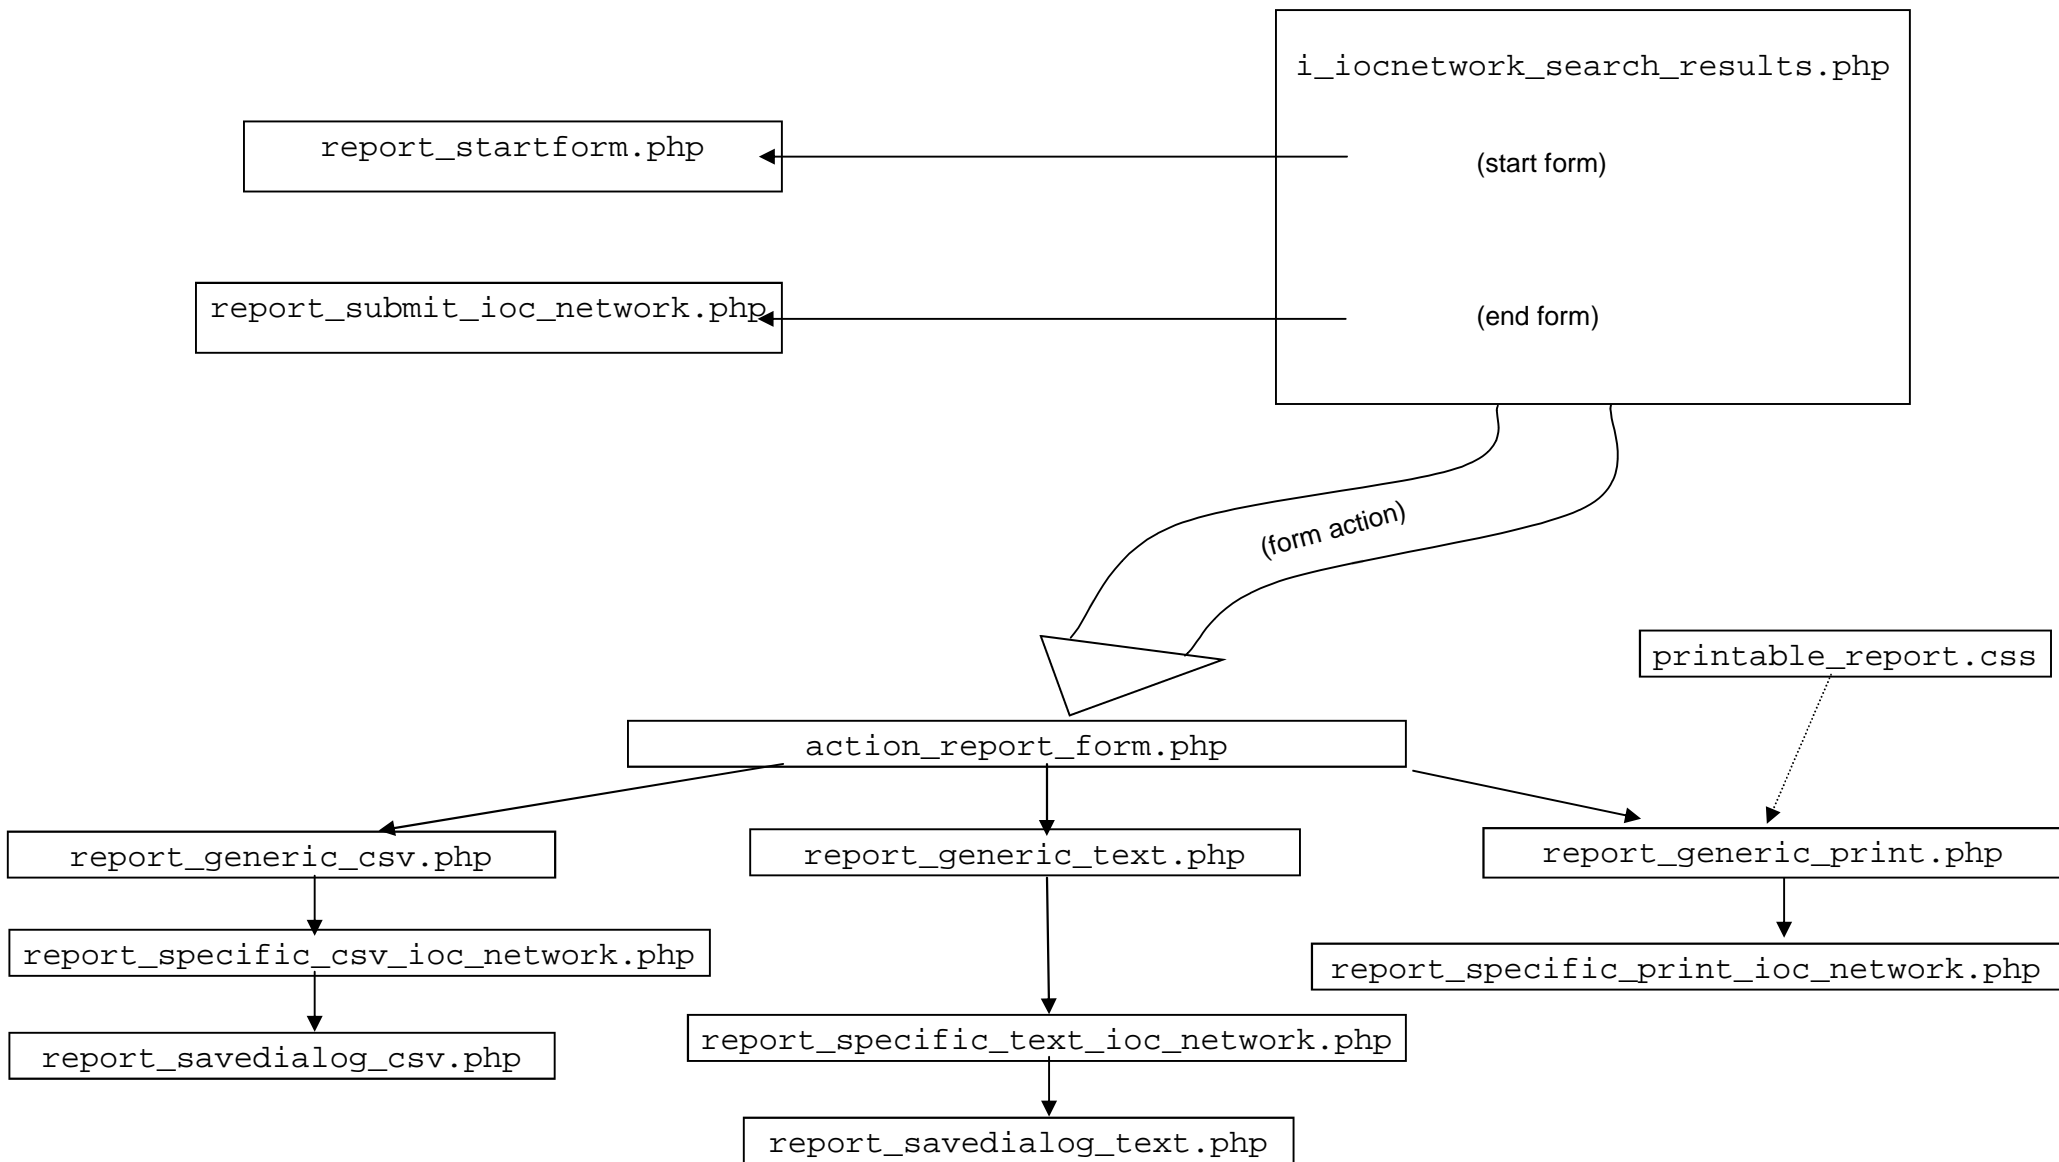 i_iocnetwork_search_results.php
report_startform.php
(start form)
report_submit_ioc_network.php
(end form)
(form action)
printable_report.css
action_report_form.php
report_generic_csv.php
report_generic_text.php
report_generic_print.php
report_specific_csv_ioc_network.php
report_specific_print_ioc_network.php
report_savedialog_csv.php
report_specific_text_ioc_network.php
report_savedialog_text.php